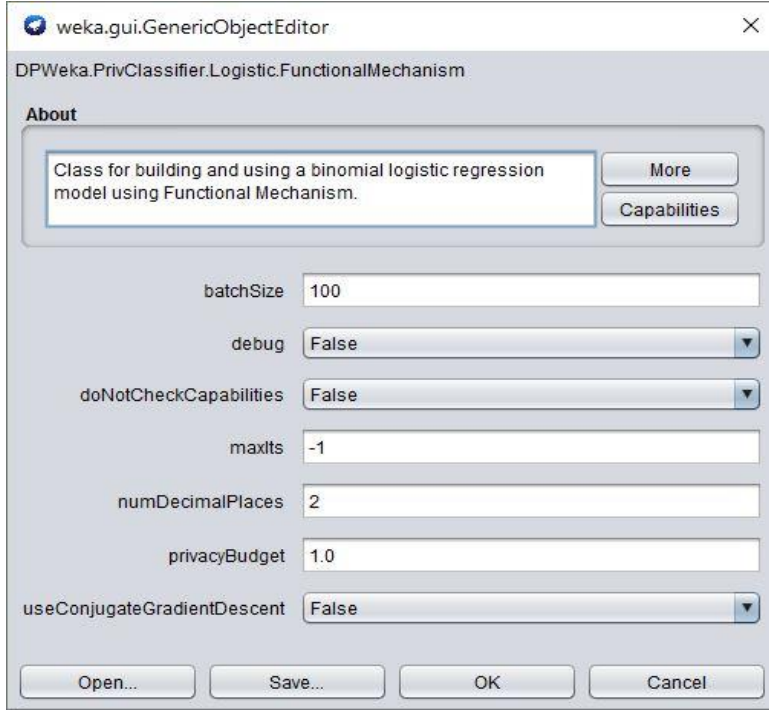 weka.gui.GenericObjectEditor
DPWeka.PrivClassifier.Logistic.FunctionalMechanism
About
Class for building and using a binomial logistic regression
model using Functional Mechanism.
More
Capabilities
batchSize 100
debug False
doNotCheckCapabilities False
maxIts -1
numDecimalPlaces 2
privacyBudget 1.0
useConjugateGradientDescent False
Open... Save... OK Cancel